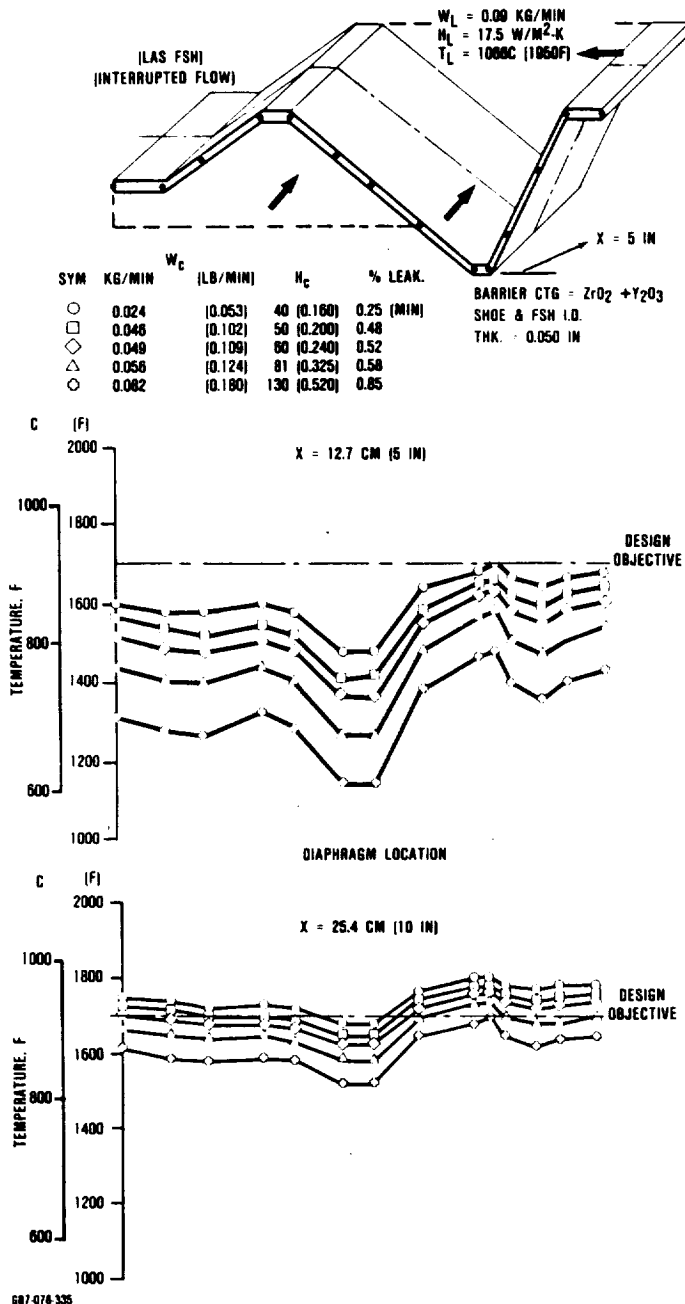 (LAS FSH)
(INTERRUPTED FLOW)
W_L = 0.09 KG/MIN
H_L = 17.5 W/M²-K
T_L = 1066C (1950F)
X = 5 IN
BARRIER CTG = ZrO2 + Y2O3
SHOE & FSH I.D.
THK. = 0.050 IN
W_C
SYM KG/MIN (LB/MIN) H_C % LEAK.
0.024 (0.053) 40 (0.160) 0.25 (MIN)
0.046 (0.102) 50 (0.200) 0.48
0.049 (0.109) 60 (0.240) 0.52
0.056 (0.124) 81 (0.325) 0.58
0.082 (0.180) 130 (0.520) 0.85
C (F)
X = 12.7 CM (5 IN)
2000
1000
1800
DESIGN
OBJECTIVE
1600
800
1400
1200
600
1000
TEMPERATURE, F
DIAPHRAGM LOCATION
C (F)
X = 25.4 CM (10 IN)
2000
1000
1800
DESIGN
OBJECTIVE
1600
800
1400
1200
600
1000
TEMPERATURE, F
G87-076-335